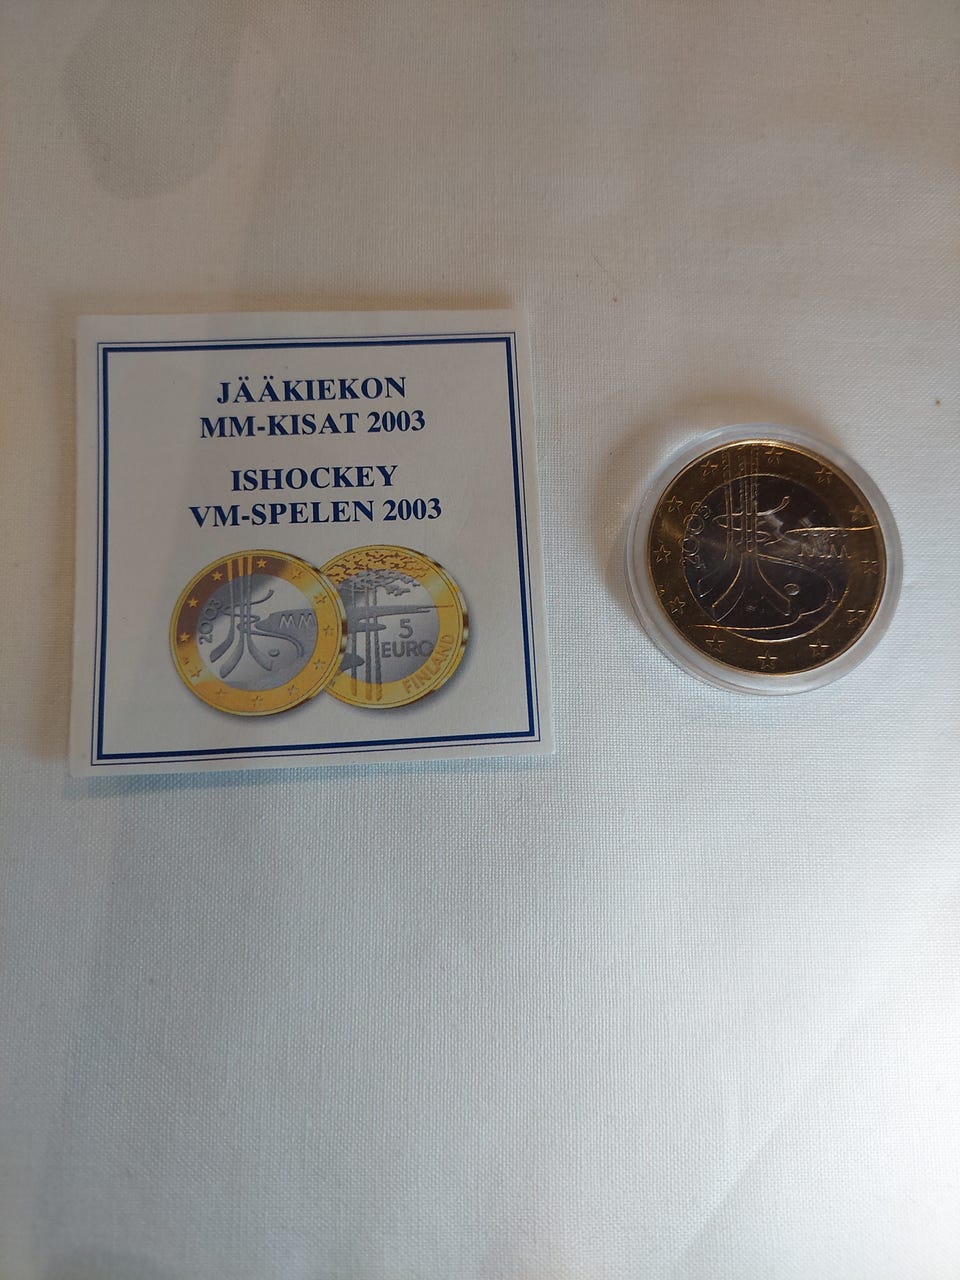 JÄÄKIEKON
MM-KISAT 2003
ISHOCKEY
VM-SPELEN 2003
2003
MM
5
EURO
FINLAND
2003
MM